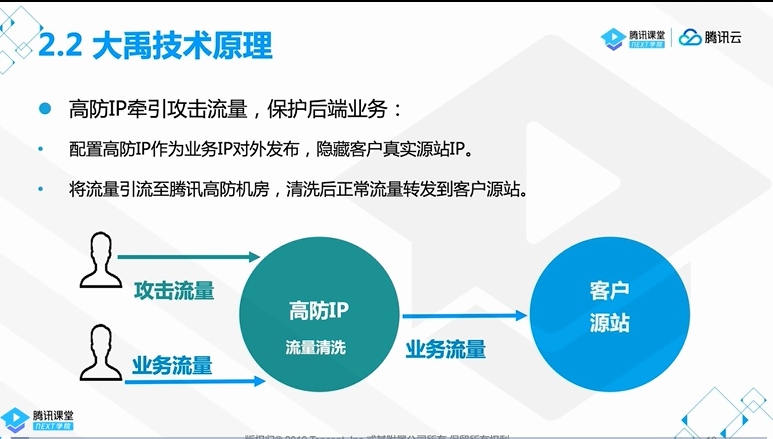 2.2 大禹技术原理
腾讯课堂
NEXT学院
腾讯云
高防IP牵引攻击流量，保护后端业务：
配置高防IP作为业务IP对外发布，隐藏客户真实源站IP。
将流量引流至腾讯高防机房，清洗后正常流量转发到客户源站。
攻击流量
业务流量
高防IP
流量清洗
业务流量
客户
源站
腾讯课堂
NEXT学院